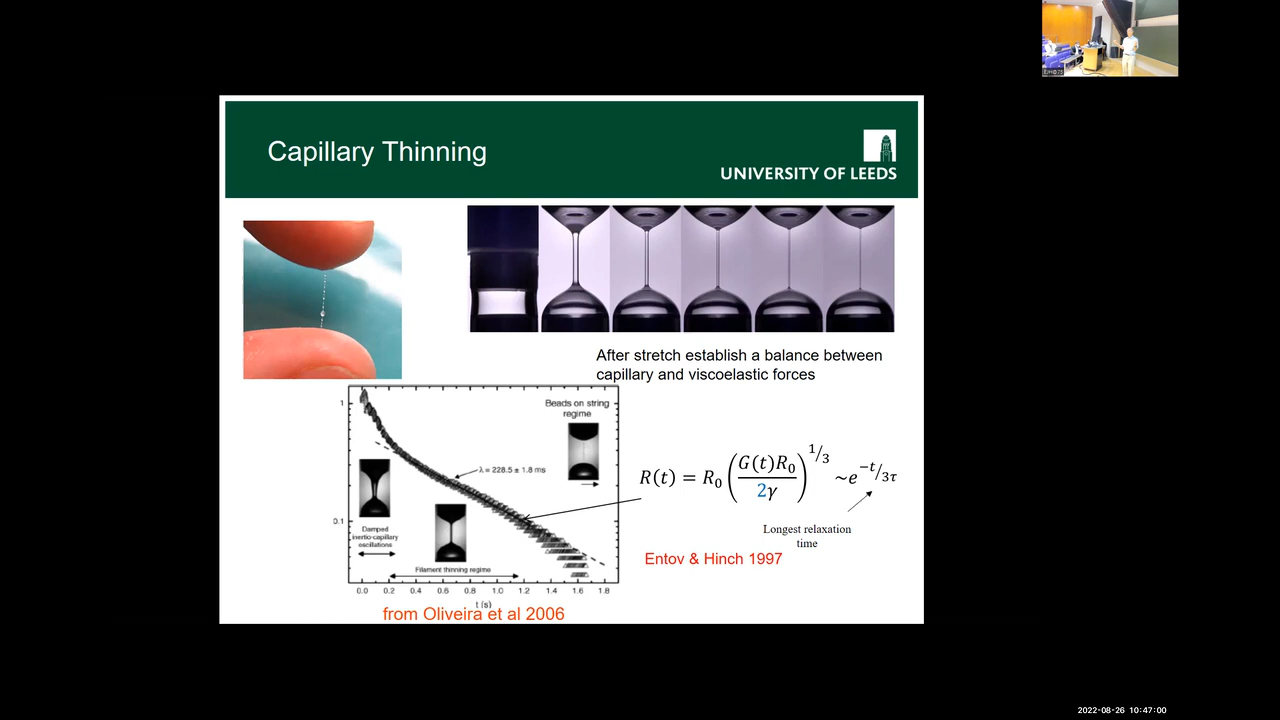 Capillary Thinning
UNIVERSITY OF LEEDS
After stretch establish a balance between
capillary and viscoelastic forces
Beads on string
regime
λ = 228.5 ± 1.8 ms
Damped
inertio-capillary
oscillations
Filament thinning regime
1
0.1
0.0 0.2 0.4 0.6 0.8 1.0 1.2 1.4 1.6 1.8
t (s)
from Oliveira et al 2006
R(t) = R₀ (G(t)R₀ / 2γ)^1/3 ~e^−t/3τ
Longest relaxation
time
Entov & Hinch 1997
2022-08-26 10:47:00